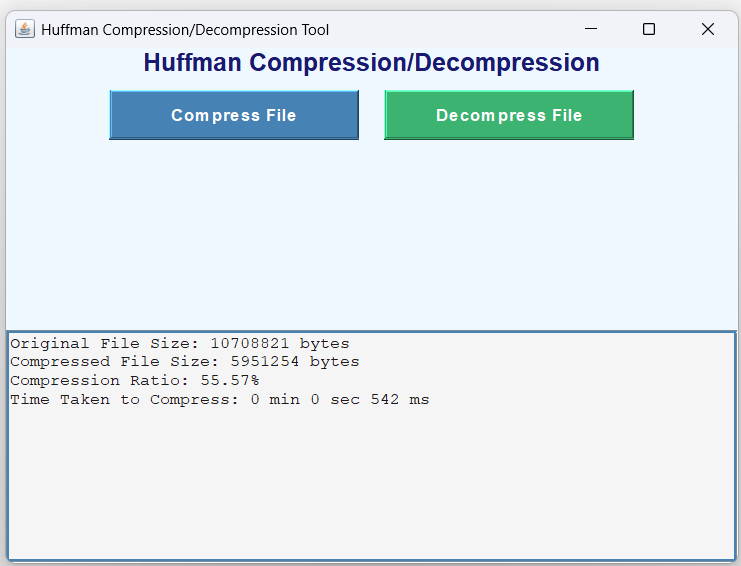 Huffman Compression/Decompression Tool
Huffman Compression/Decompression
Compress File
Decompress File
Original File Size: 10708821 bytes
Compressed File Size: 5951254 bytes
Compression Ratio: 55.57%
Time Taken to Compress: 0 min 0 sec 542 ms